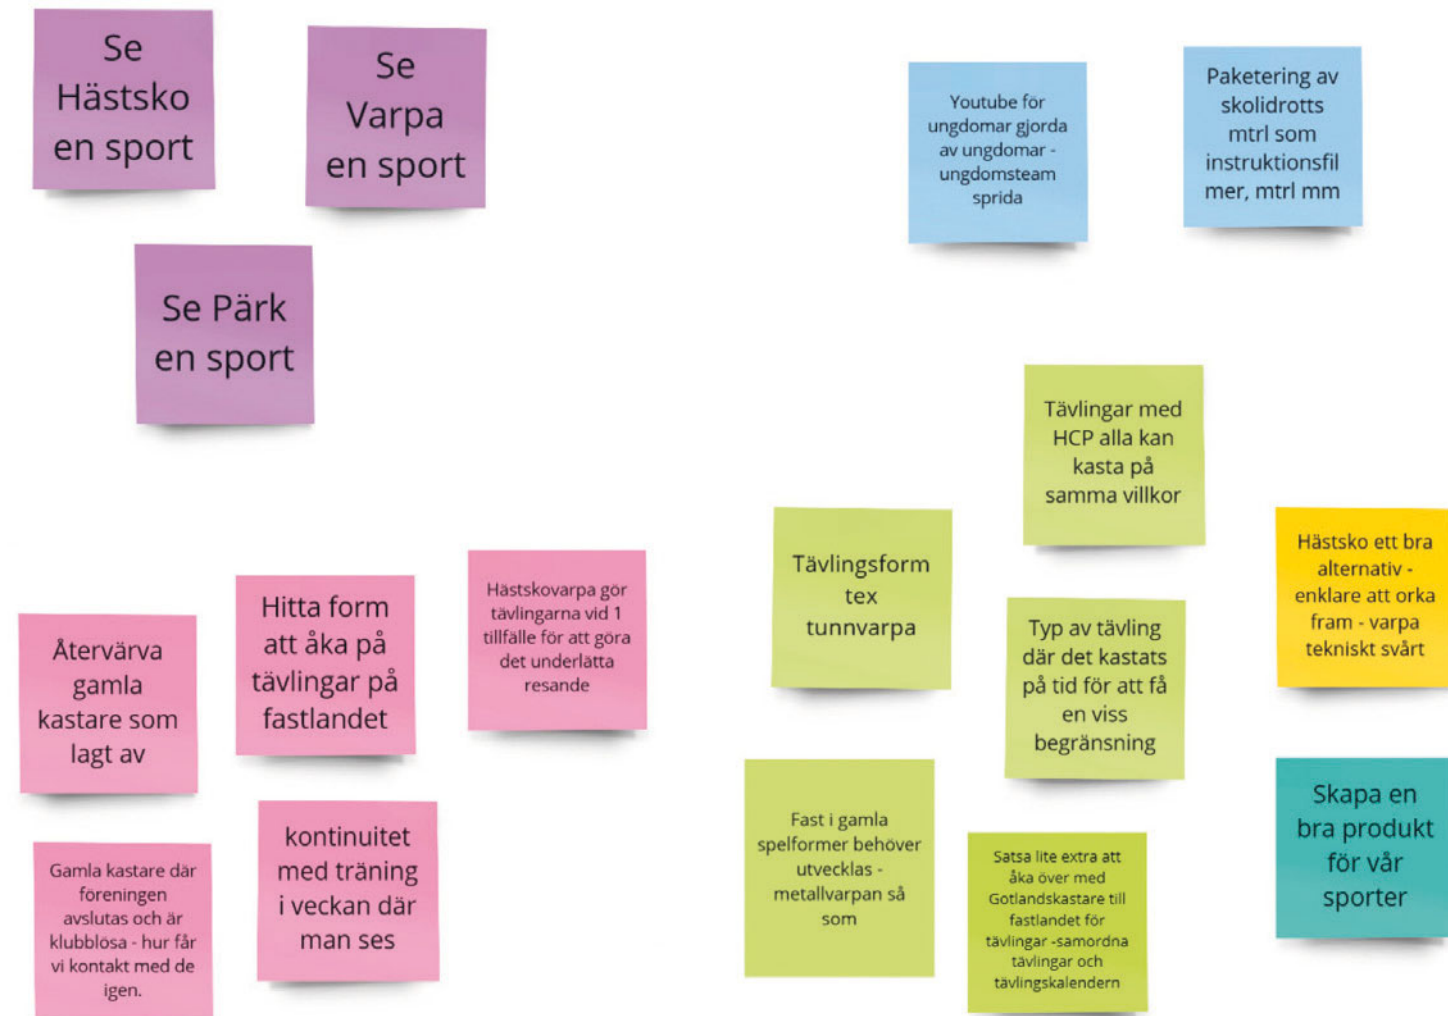 Se
Hästsko
en sport
Se
Varpa
en sport
Se Pärk
en sport
Youtube för
ungdomar gjorda
av ungdomar -
ungdomsteam
sprida
Paketering av
skolidrotts
mtrl som
instruktionsfil
mer, mtrl mm
Återvärva
gamla
kastare som
lagt av
Hitta form
att åka på
tävlingar på
fastlandet
Hästskovarpa gör
tävlingarna vid 1
tillfälle för att göra
det underlätta
resande
Gamla kastare där
föreningen
avslutas och är
klubblösa - hur får
vi kontakt med de
igen.
kontinuitet
med träning
i veckan där
man ses
Tävlingar med
HCP alla kan
kasta på
samma villkor
Tävlingsform
tex
tunnvarpa
Typ av tävling
där det kastats
på tid för att få
en viss
begränsning
Hästsko ett bra
alternativ -
enklare att orka
fram - varpa
tekniskt svårt
Fast i gamla
spelformer behöver
utvecklas -
metallvarpan så
som
Satsa lite extra att
åka över med
Gotlandskastare till
fastlandet för
tävlingar -samordna
tävlingar och
tävlingskalendern
Skapa en
bra produkt
för vår
sporter